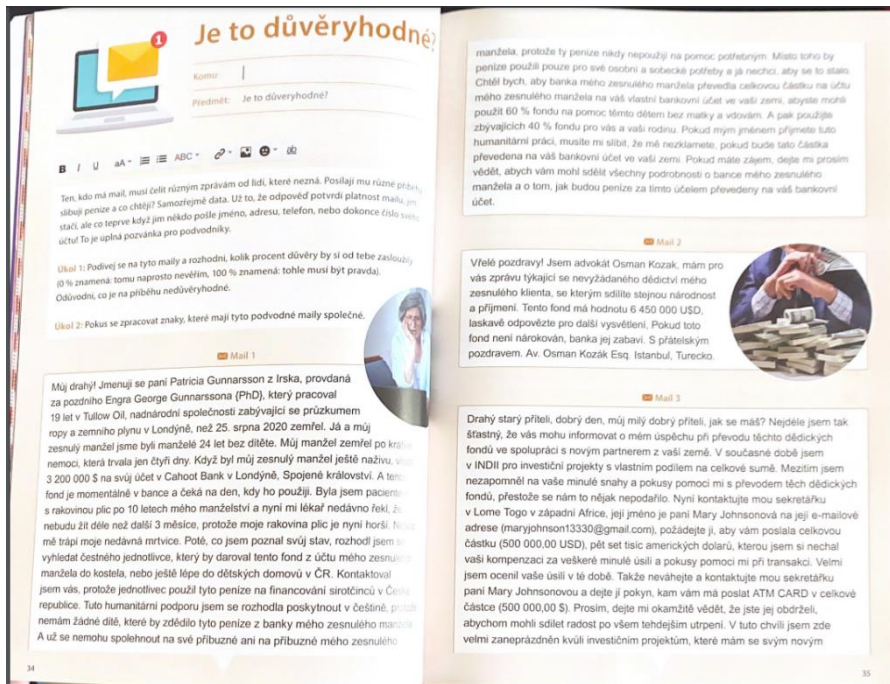 Je to důvěryhodné?
Komu:
Předmět: Je to důveryhodné?
B I U aA ABC
Ten, kdo má mail, musí čelit různým zprávám od lidí, které nezná. Posílají mu různé příběhy,
slibují peníze a co chtějí? Samozřejmě data. Už to, že odpověď potvrdí platnost mailu, jim
stačí, ale co teprve když jim někdo pošle jméno, adresu, telefon, nebo dokonce číslo svého
účtu! To je úplná pozvánka pro podvodníky.
Úkol 1: Podívej se na tyto maily a rozhodni, kolik procent důvěry by si od tebe zasloužily
(0 % znamená: tomu naprosto nevěřím, 100 % znamená: tohle musí být pravda).
Odůvodni, co je na příběhu nedůvěryhodné.
Úkol 2: Pokus se zpracovat znaky, které mají tyto podvodné maily společné.
Mail 1
Můj drahý! Jmenuji se paní Patricia Gunnarsson z Irska, provdaná
za pozdního Engra George Gunnarssona {PhD}, který pracoval
19 let v Tullow Oil, nadnárodní společnosti zabývající se průzkumem
ropy a zemního plynu v Londýně, než 25. srpna 2020 zemřel. Já a můj
zesnulý manžel jsme byli manželé 24 let bez dítěte. Můj manžel zemřel po krátké
nemoci, která trvala jen čtyři dny. Když byl můj zesnulý manžel ještě naživu,
3 200 000 $ na svůj účet v Cahoot Bank v Londýně, Spojené království. A tento
fond je momentálně v bance a čeká na den, kdy ho použiji. Byla jsem pacientem
s rakovinou plic po 10 letech mého manželství a nyní mi lékař nedávno řekl, že
nebudu žít déle než další 3 měsíce, protože moje rakovina plic je nyní horší.
mě trápí moje nedávná mrtvice. Poté, co jsem poznal svůj stav, rozhodl jsem se
vyhledat čestného jednotlivce, který by daroval tento fond z účtu mého zesnulého
manžela do kostela, nebo ještě lépe do dětských domovů v ČR. Kontaktoval
jsem vás, protože jednotlivec použil tyto peníze na financování sirotčinců v České
republice. Tuto humanitární podporu jsem se rozhodla poskytnout v češtině, protože
nemám žádné dítě, které by zdědilo tyto peníze z banky mého zesnulého manžela
A už se nemohu spolehnout na své příbuzné ani na příbuzné mého zesnulého
34
manžela, protože ty peníze nikdy nepoužijí na pomoc potřebným. Místo toho by
peníze použili pouze pro své osobní a sobecké potřeby a já nechci, aby se to stalo.
Chtěl bych, aby banka mého zesnulého manžela převedla celkovou částku na účtu
mého zesnulého manžela na váš vlastní bankovní účet ve vaší zemi, abyste mohli
použít 60 % fondu na pomoc těmto dětem bez matky a vdovám. A pak použijte
zbývajících 40 % fondu pro vás a vaši rodinu. Pokud mým jménem přijmete tuto
humanitární práci, musíte mi slíbit, že mě nezklamete, pokud bude tato částka
převedena na váš bankovní účet ve vaší zemi. Pokud máte zájem, dejte mi prosím
vědět, abych vám mohl sdělit všechny podrobnosti o bance mého zesnulého
manžela a o tom, jak budou peníze za tímto účelem převedeny na váš bankovní
účet.
Mail 2
Vřelé pozdravy! Jsem advokát Osman Kozak, mám pro
vás zprávu týkající se nevyžádaného dědictví mého
zesnulého klienta, se kterým sdílíte stejnou národnost
a příjmení. Tento fond má hodnotu 6 450 000 USD,
laskavě odpovězte pro další vysvětlení, Pokud toto
fond není nárokován, banka jej zabaví. S přátelským
pozdravem. Av. Osman Kozák Esq. Istanbul, Turecko.
Mail 3
Drahý starý příteli, dobrý den, můj milý dobrý příteli, jak se máš? Nejdéle jsem tak
šťastný, že vás mohu informovat o mém úspěchu při převodu těchto dědických
fondů ve spolupráci s novým partnerem z vaší země. V současné době jsem
v INDII pro investiční projekty s vlastním podílem na celkové sumě. Mezitím jsem
nezapomněl na vaše minulé snahy a pokusy pomoci mi s převodem těch dědických
fondů, přestože se nám to nějak nepodařilo. Nyní kontaktujte mou sekretářku
v Lome Togo v západní Africe, její jméno je paní Mary Johnsonová na její e-mailové
adrese (maryjohnson13330@gmail.com), požádejte ji, aby vám poslala celkovou
částku (500 000,00 USD), pět set tisíc amerických dolarů, kterou jsem si nechal
vaši kompenzaci za veškeré minulé úsilí a pokusy pomoci mi při transakci. Velmi
jsem ocenil vaše úsilí v té době. Takže neváhejte a kontaktujte mou sekretářku
paní Mary Johnsonovou a dejte jí pokyn, kam vám má poslat ATM CARD v celkové
částce (500 000,00 $). Prosím, dejte mi okamžitě vědět, že jste jej obdrželi,
abychom mohli sdílet radost po všem tehdejším utrpení. V tuto chvíli jsem zde
velmi zaneprázdněn kvůli investičním projektům, které mám se svým novým
35